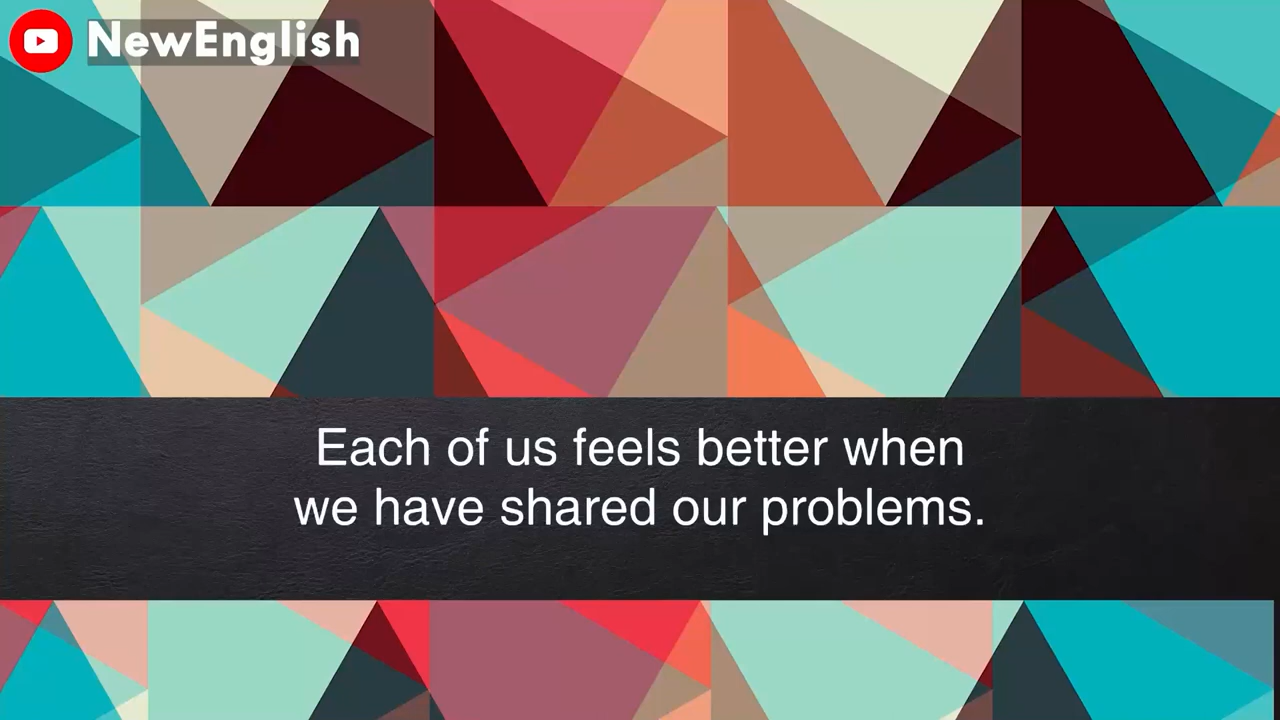 NewEnglish
Each of us feels better when
we have shared our problems.